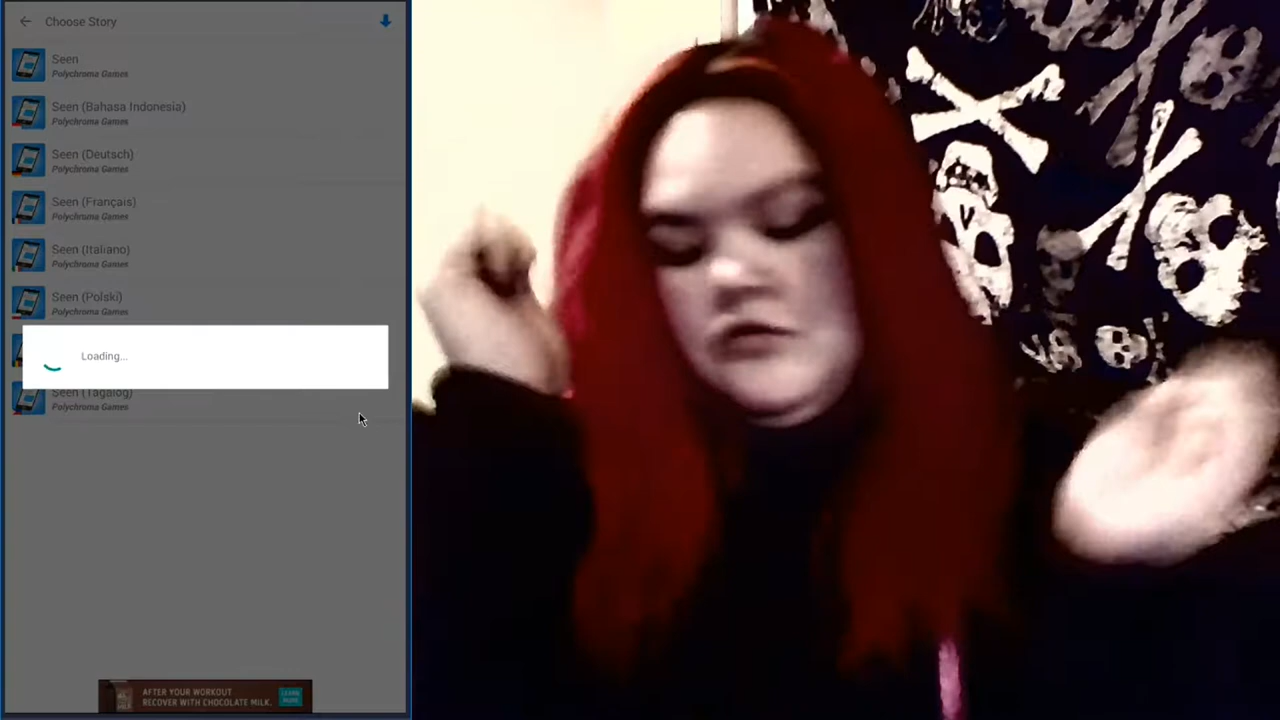 Choose Story
Seen
Polychroma Games
Seen (Bahasa Indonesia)
Polychroma Games
Seen (Deutsch)
Polychroma Games
Seen (Français)
Polychroma Games
Seen (Italiano)
Polychroma Games
Seen (Polski)
Polychroma Games
Loading...
Seen (Tagalog)
Polychroma Games
AFTER YOUR WORKOUT
RECOVER WITH CHOCOLATE MILK.
LEARN
MORE